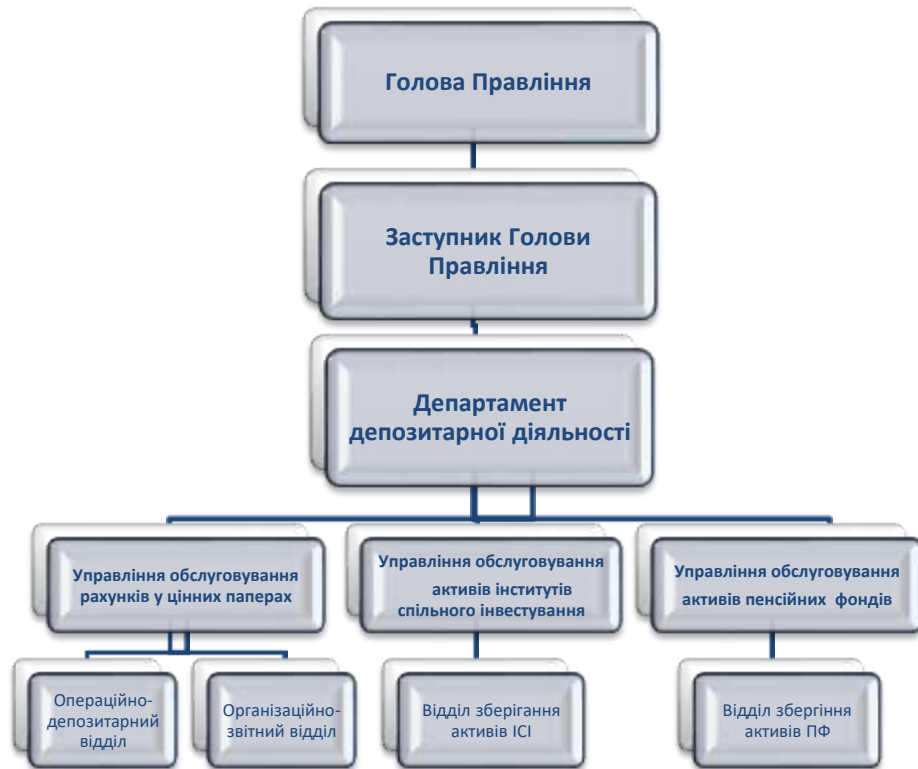 Голова Правління
Заступник Голови
Правління
Департамент
депозитарної діяльності
Управління обслуговування
рахунків у цінних паперах
Управління обслуговування
активів інститутів
спільного інвестування
Управління обслуговування
активів пенсійних фондів
Операційно-
депозитарний
відділ
Організаційно-
звітний відділ
Відділ зберігання
активів ІСІ
Відділ збергіння
активів ПФ